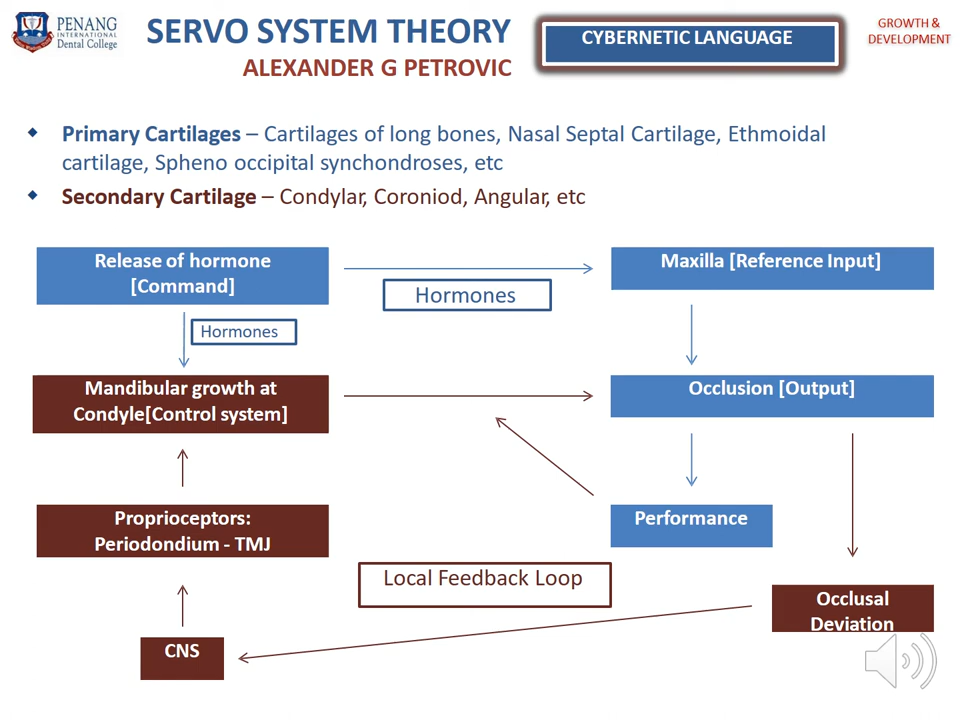 PENANG
INTERNATIONAL
Dental College
SERVO SYSTEM THEORY
ALEXANDER G PETROVIC
CYBERNETIC LANGUAGE
GROWTH &
DEVELOPMENT
Primary Cartilages – Cartilages of long bones, Nasal Septal Cartilage, Ethmoidal
cartilage, Spheno occipital synchondroses, etc
Secondary Cartilage – Condylar, Coroniod, Angular, etc
Release of hormone
[Command]
Hormones
Maxilla [Reference Input]
Hormones
Mandibular growth at
Condyle[Control system]
Occlusion [Output]
Proprioceptors:
Periodondium - TMJ
Performance
Local Feedback Loop
Occlusal
Deviation
CNS